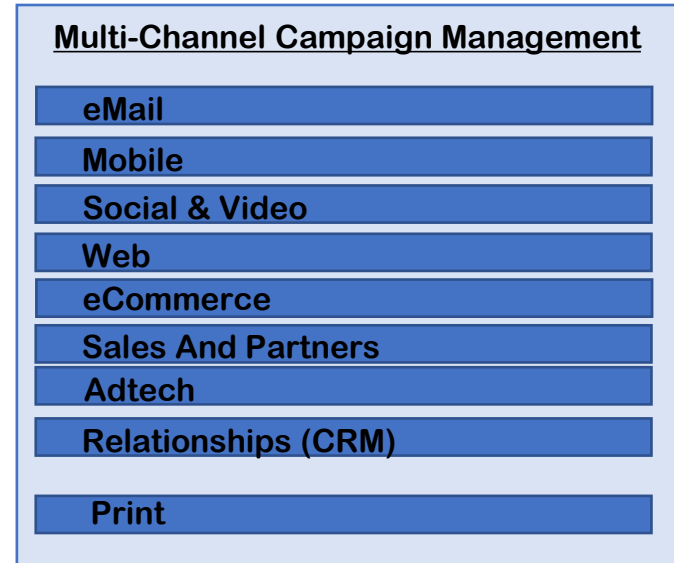 Multi-Channel Campaign Management
eMail
Mobile
Social & Video
Web
eCommerce
Sales And Partners
Adtech
Relationships (CRM)
Print